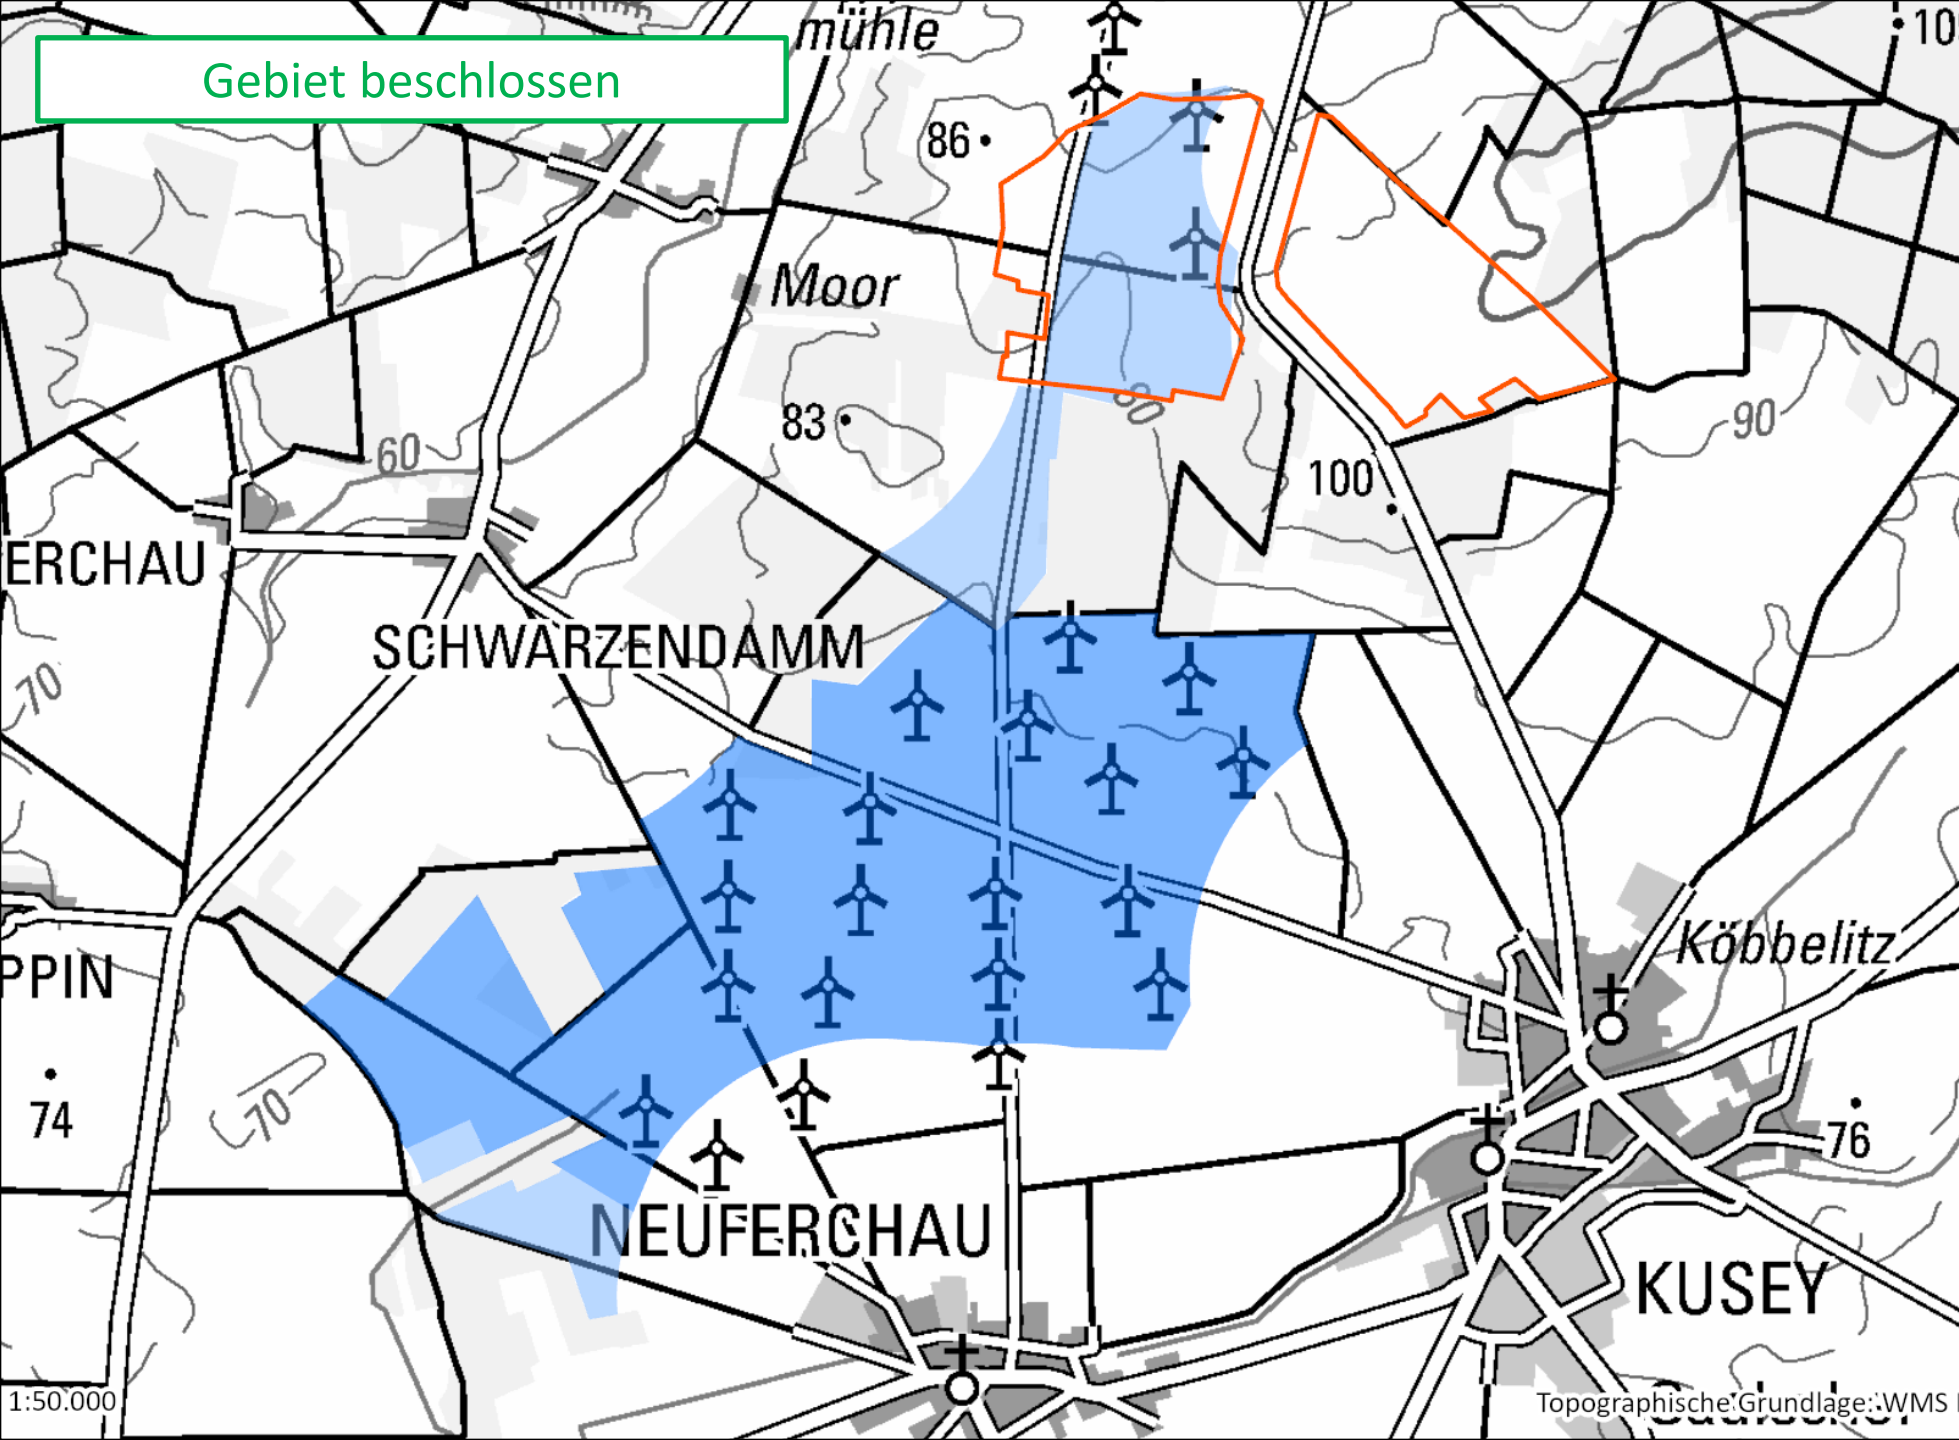 mühle
10
Gebiet beschlossen
86
Moor
83
80
60
90
100
ERCHAU
SCHWARZENDAMM
70
Köbbelitz
PPIN
74
70
76
NEUFERCHAU
KUSEY
1:50.000
Topographische Grundlage: WMS